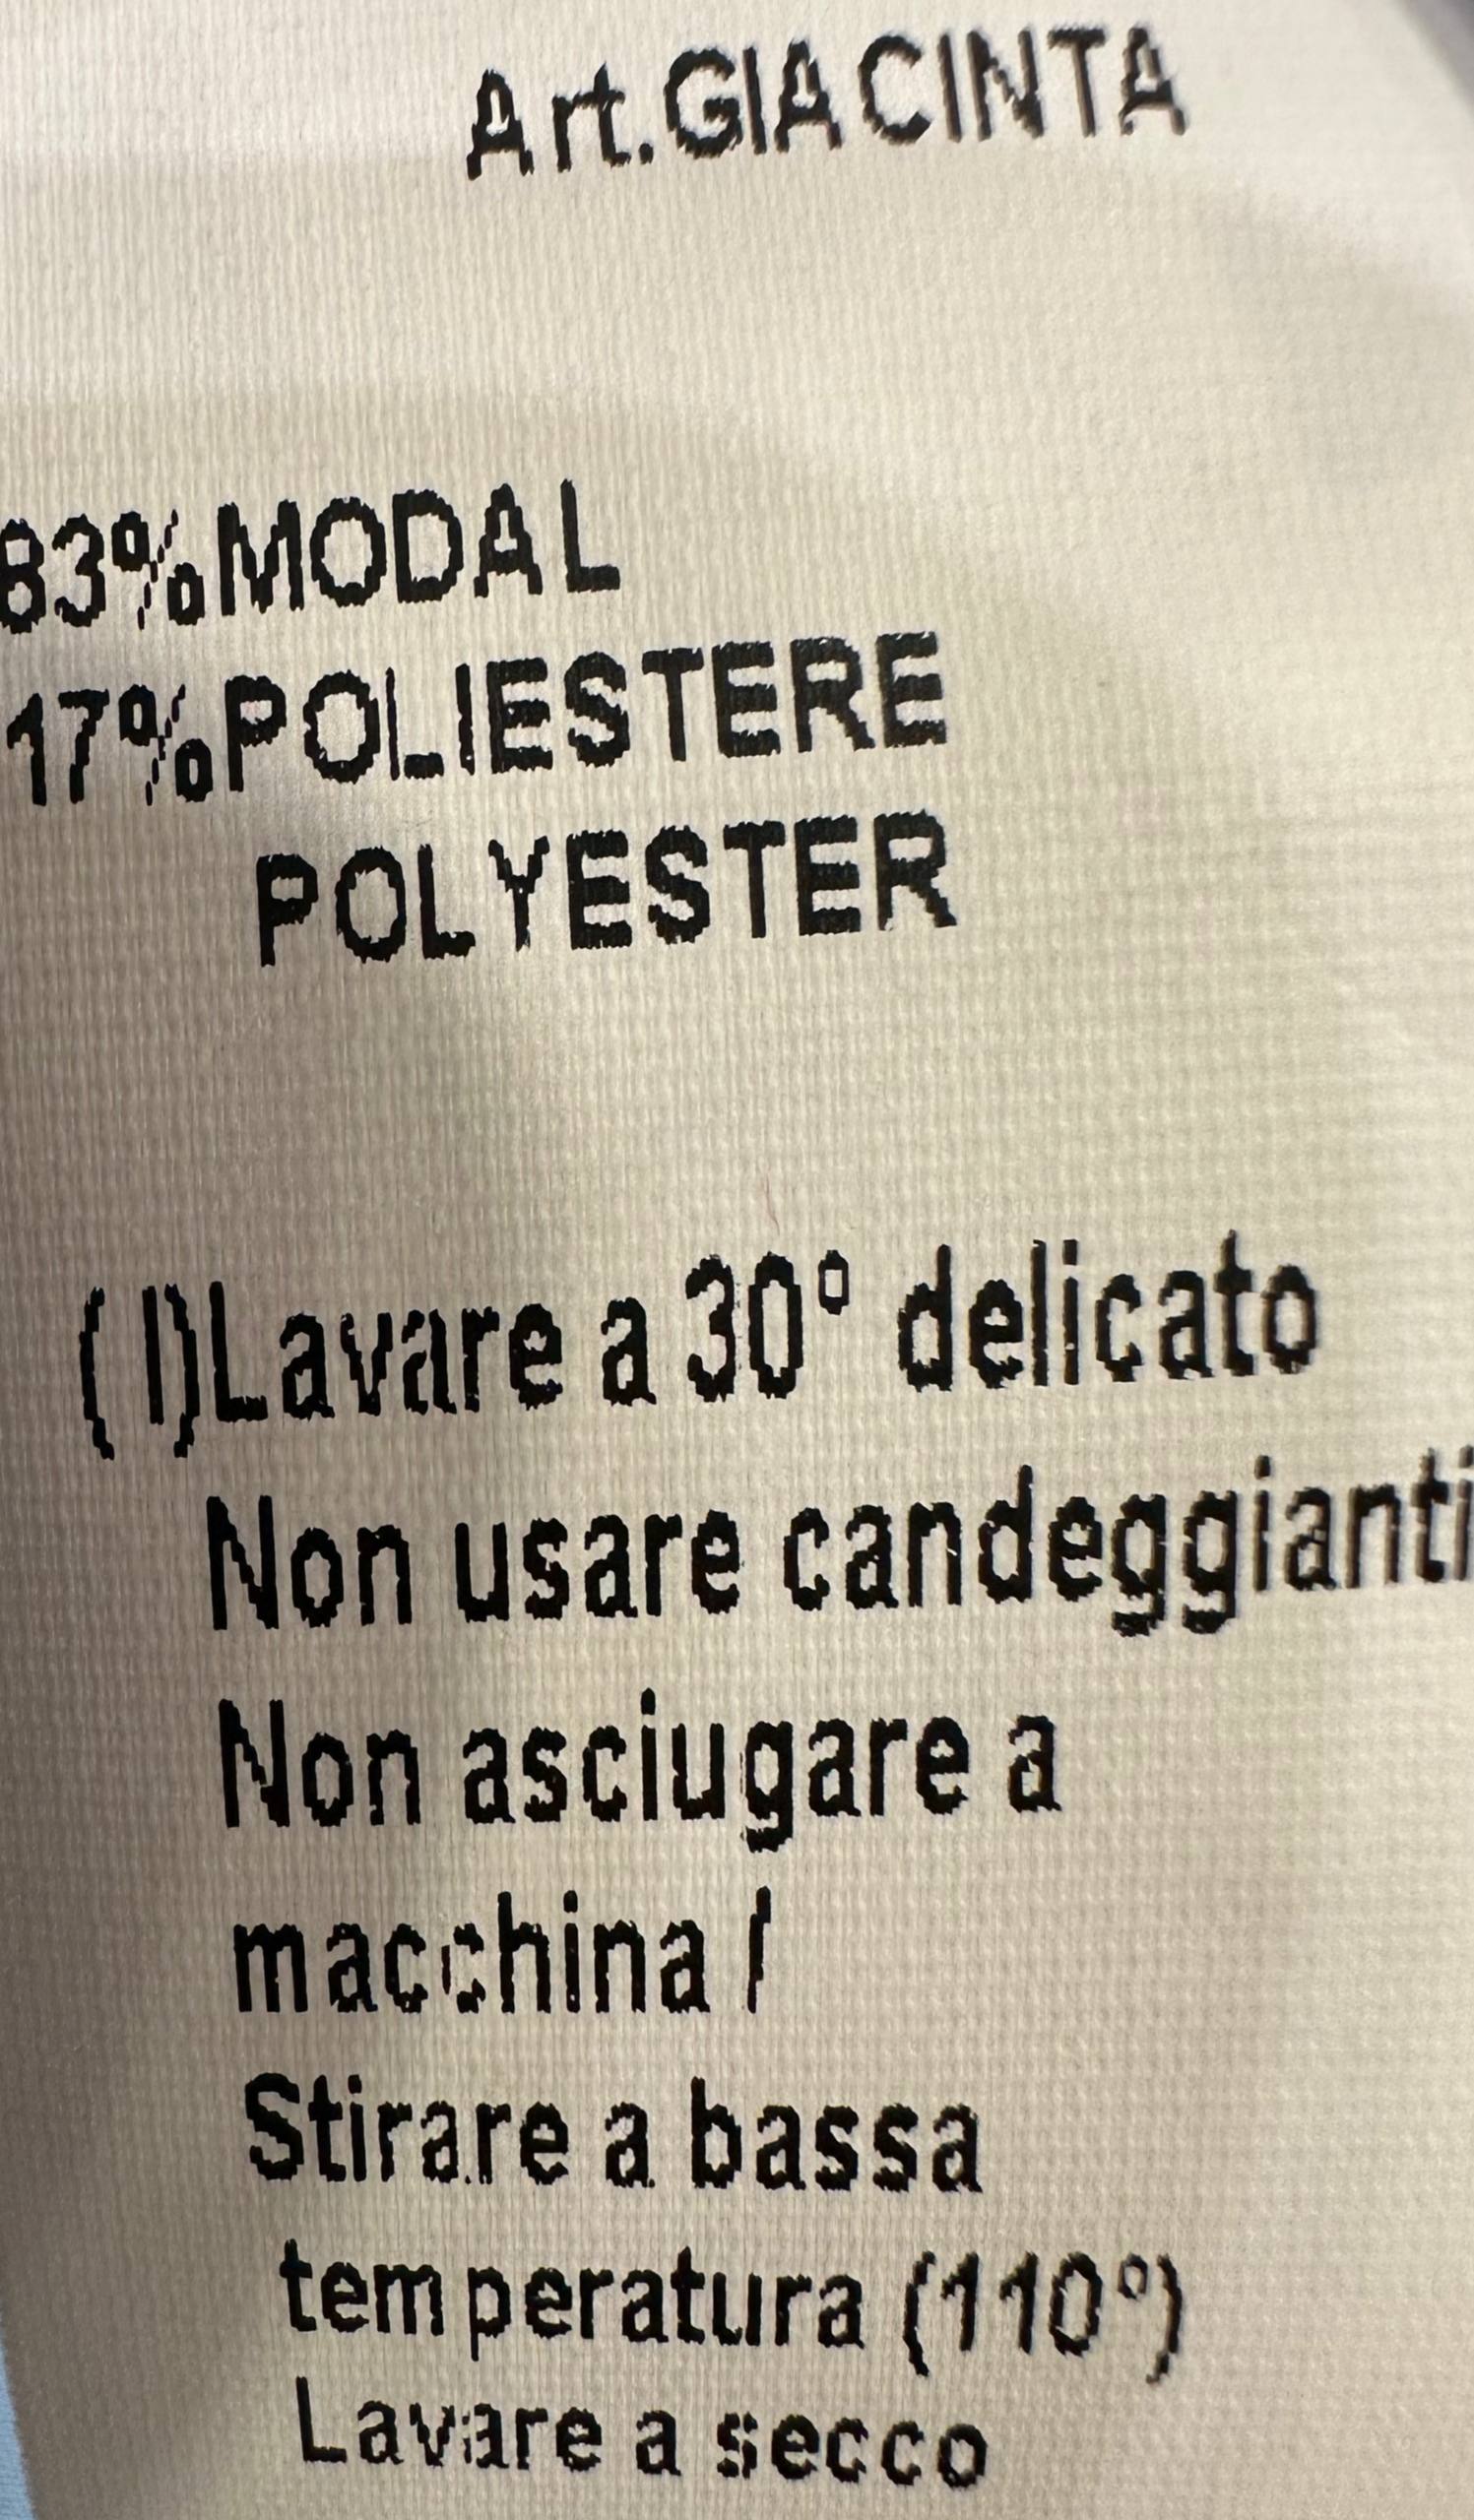 Art.GIACINTA
83%MODAL
17%POLIESTERE
POLYESTER
(I)Lavare a 30° delicato
Non usare candeggianti
Non asciugare a
macchina /
Stirare a bassa
temperatura (110°)
Lavare a secco